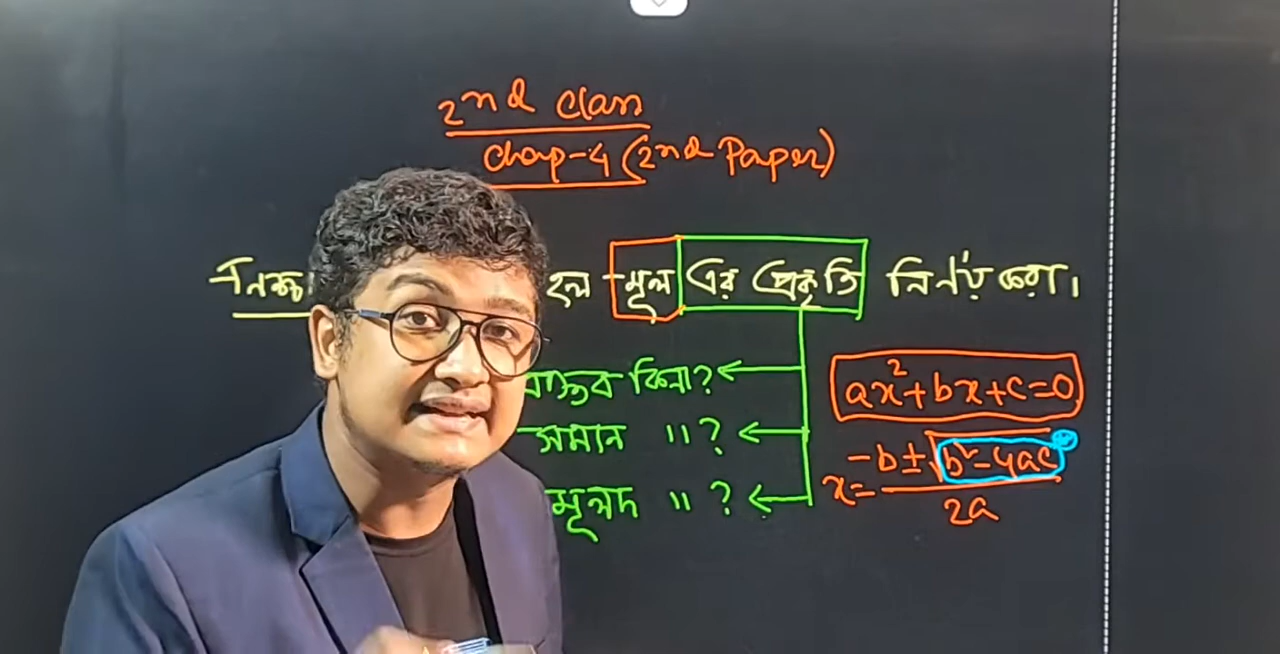 2nd Class
Chap-4 (2nd Paper)
হল মূল এর প্রকৃতি নির্ণয় করো।
বাস্তব কিনা?
সমান " ?
মূলদ " ?
ax²+bx+c=0
x= -b±√b²-4ac
2a